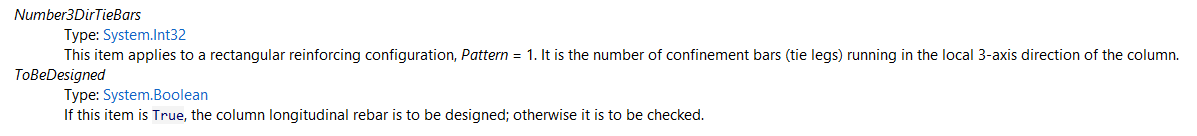 Number3DirTieBars
Type: System.Int32
This item applies to a rectangular reinforcing configuration, Pattern = 1. It is the number of confinement bars (tie legs) running in the local 3-axis direction of the column.
ToBeDesigned
Type: System.Boolean
If this item is True, the column longitudinal rebar is to be designed; otherwise it is to be checked.